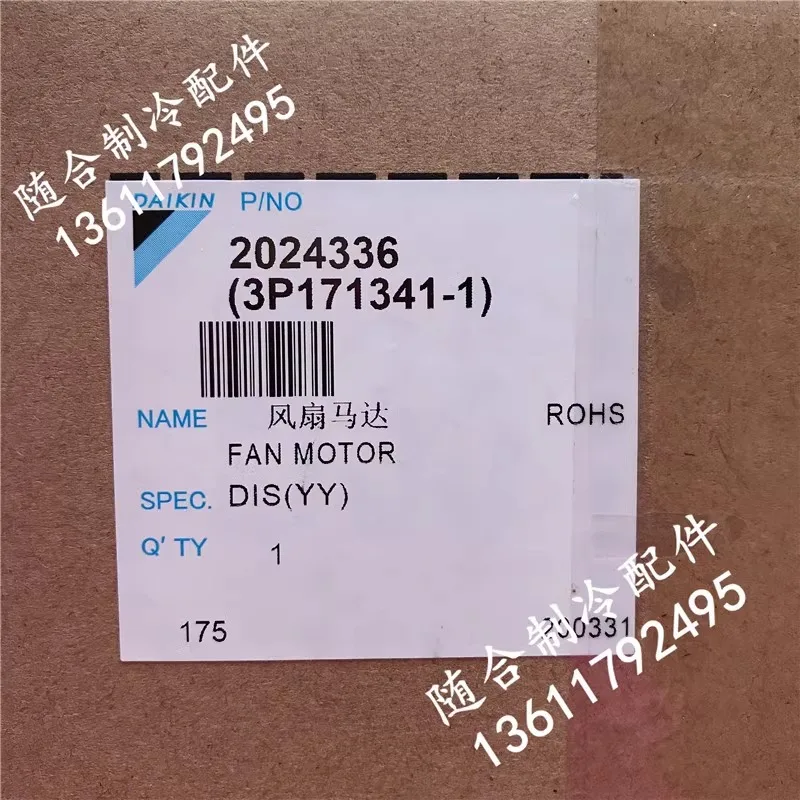 随合制冷配件
13611792495
DAIKIN P/NO
2024336
(3P171341-1)
NAME 风扇马达 ROHS
FAN MOTOR
SPEC. DIS(YY)
Q'TY 1
175 200331
随合制冷配件
13611792495